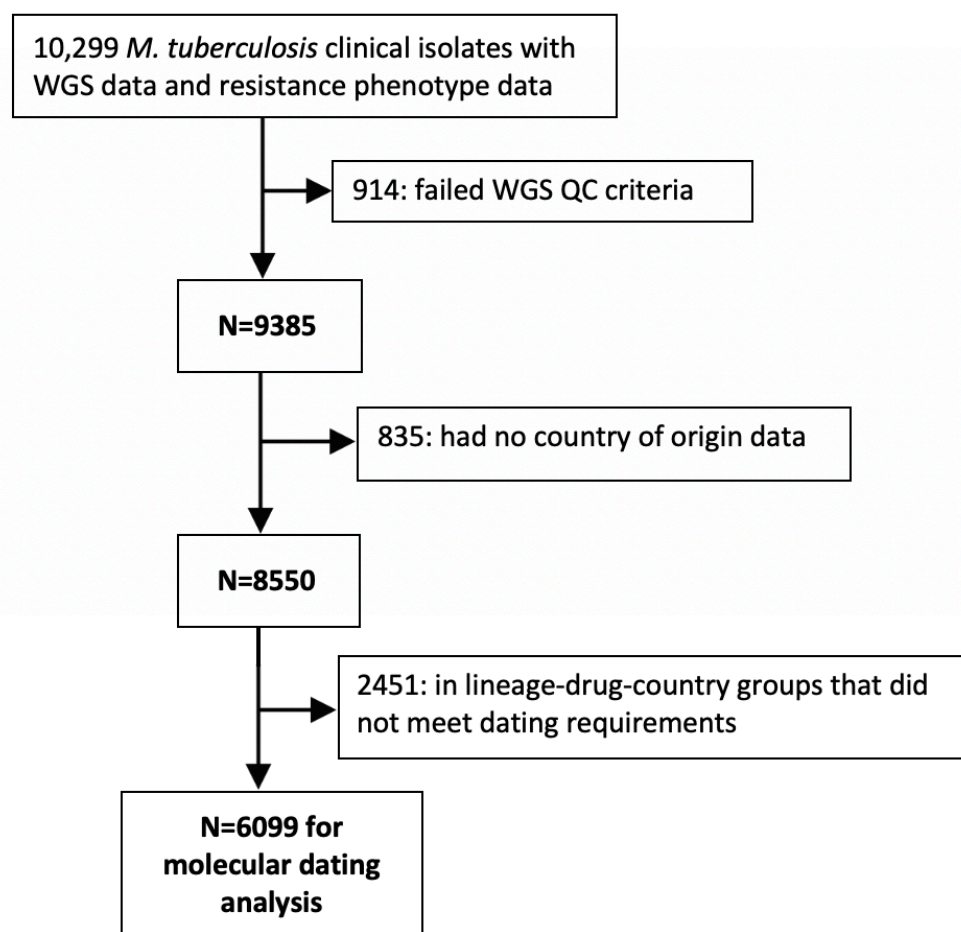 10,299 M. tuberculosis clinical isolates with
WGS data and resistance phenotype data
914: failed WGS QC criteria
N=9385
835: had no country of origin data
N=8550
2451: in lineage-drug-country groups that did
not meet dating requirements
N=6099 for
molecular dating
analysis